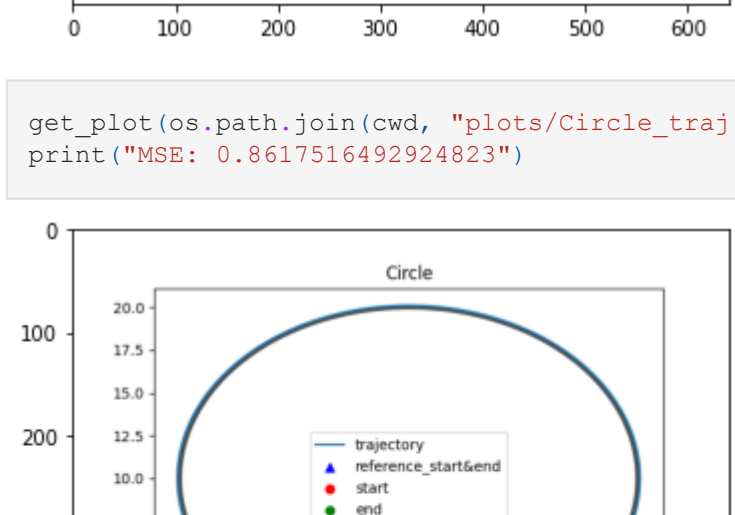 0 100 200 300 400 500 600
get_plot(os.path.join(cwd, "plots/Circle_traj
print("MSE: 0.8617516492924823")
0
Circle
20.0
100
17.5
15.0
200
12.5
trajectory
reference_start&end
10.0
start
end